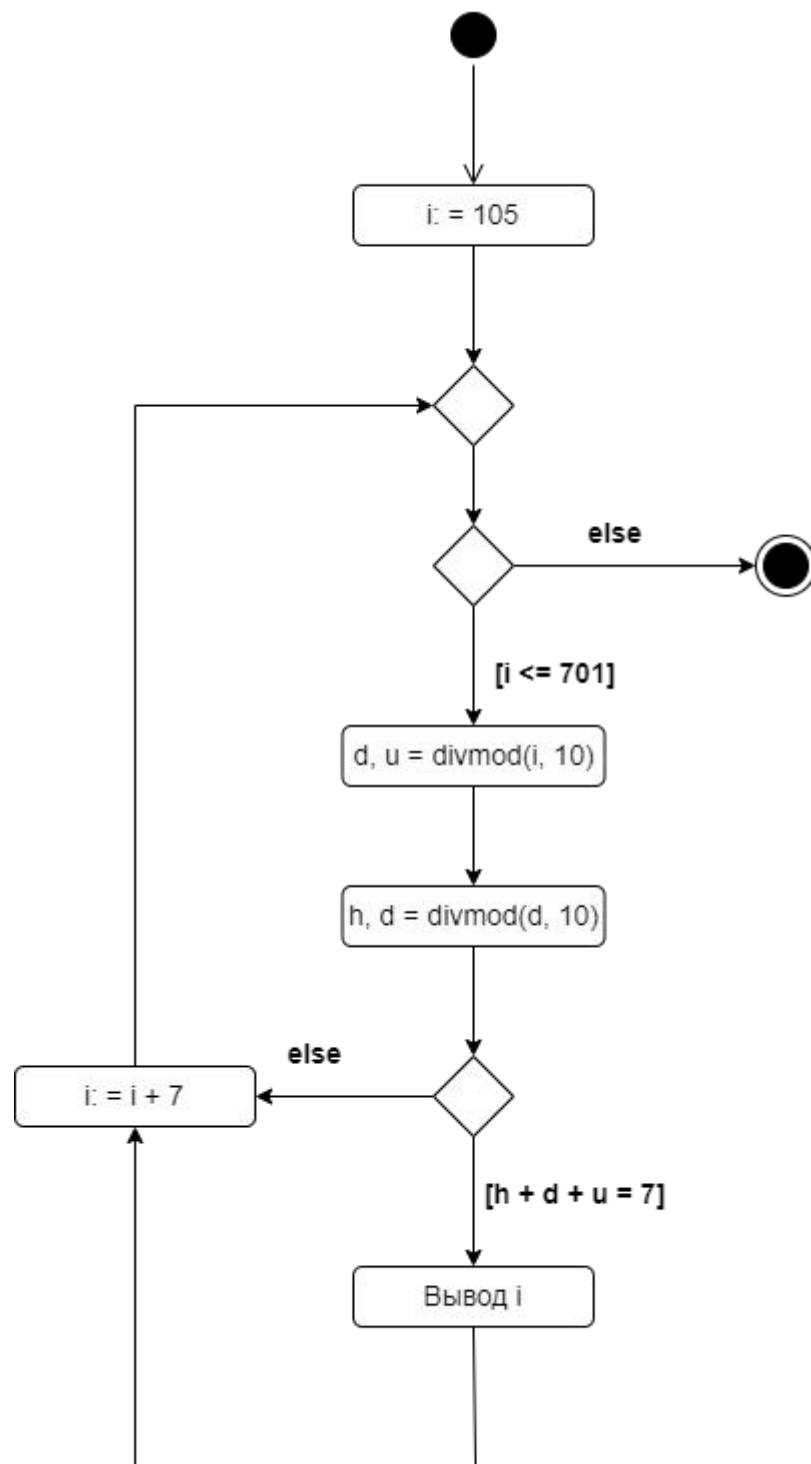 i: = 105
else
[i <= 701]
d, u = divmod(i, 10)
h, d = divmod(d, 10)
else
i: = i + 7
[h + d + u = 7]
Вывод i